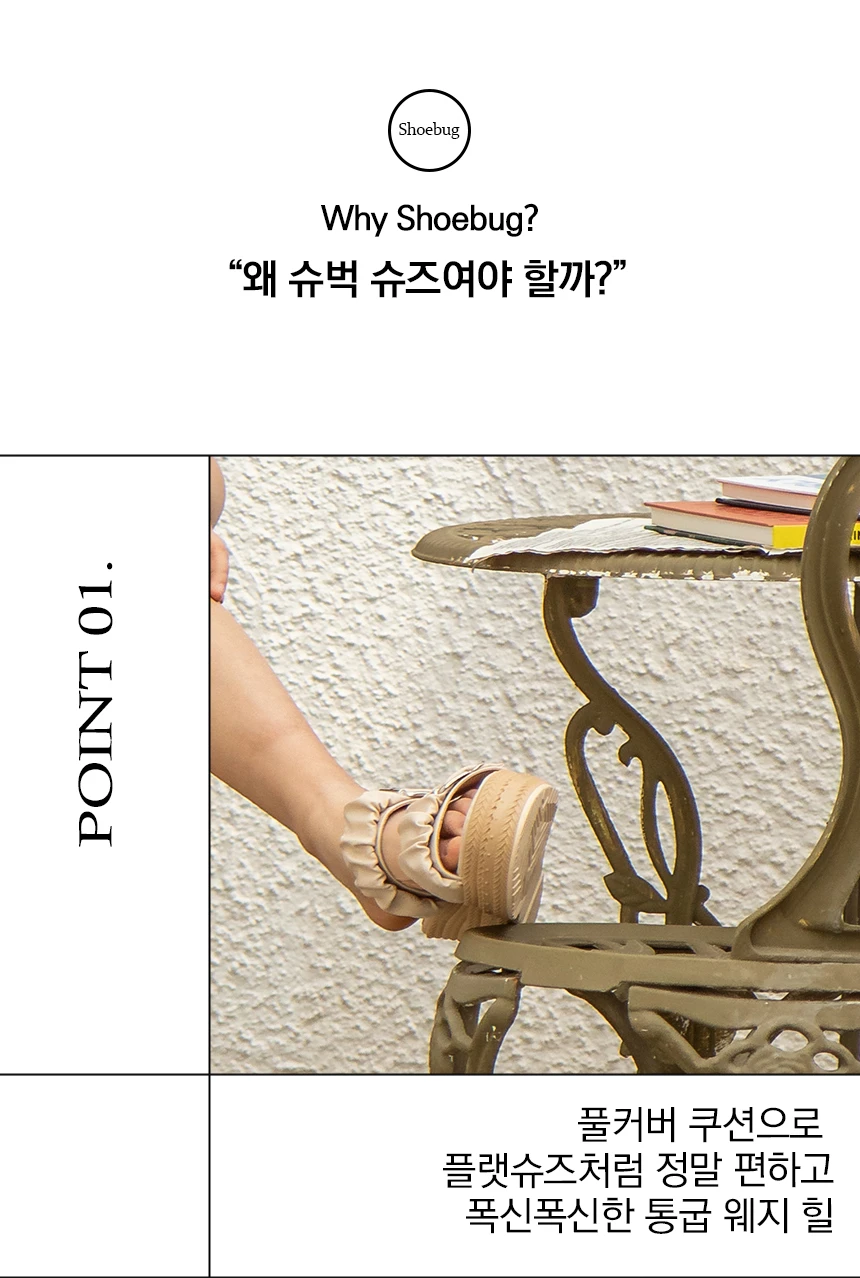 Shoebug
Why Shoebug?
“왜 슈벅 슈즈여야 할까?”
POINT 01.
풀커버 쿠션으로
플랫슈즈처럼 정말 편하고
폭신폭신한 통굽 웨지 힐